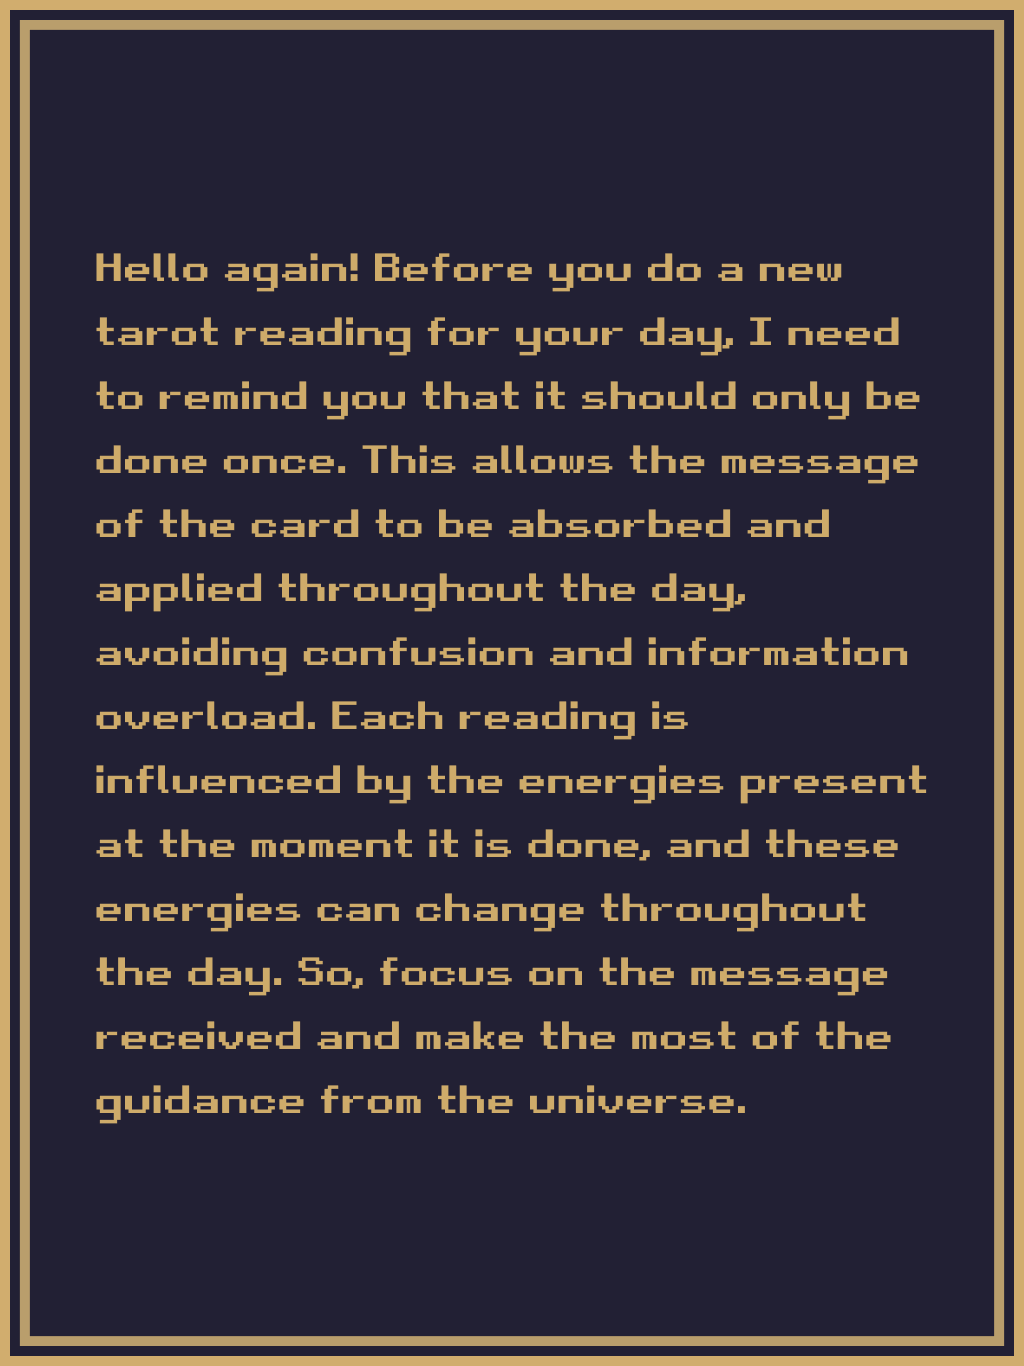 Hello again! Before you do a new
tarot reading for your day, I need
to remind you that it should only be
done once. This allows the message
of the card to be absorbed and
applied throughout the day,
avoiding confusion and information
overload. Each reading is
influenced by the energies present
at the moment it is done, and these
energies can change throughout
the day. So, focus on the message
received and make the most of the
guidance from the universe.